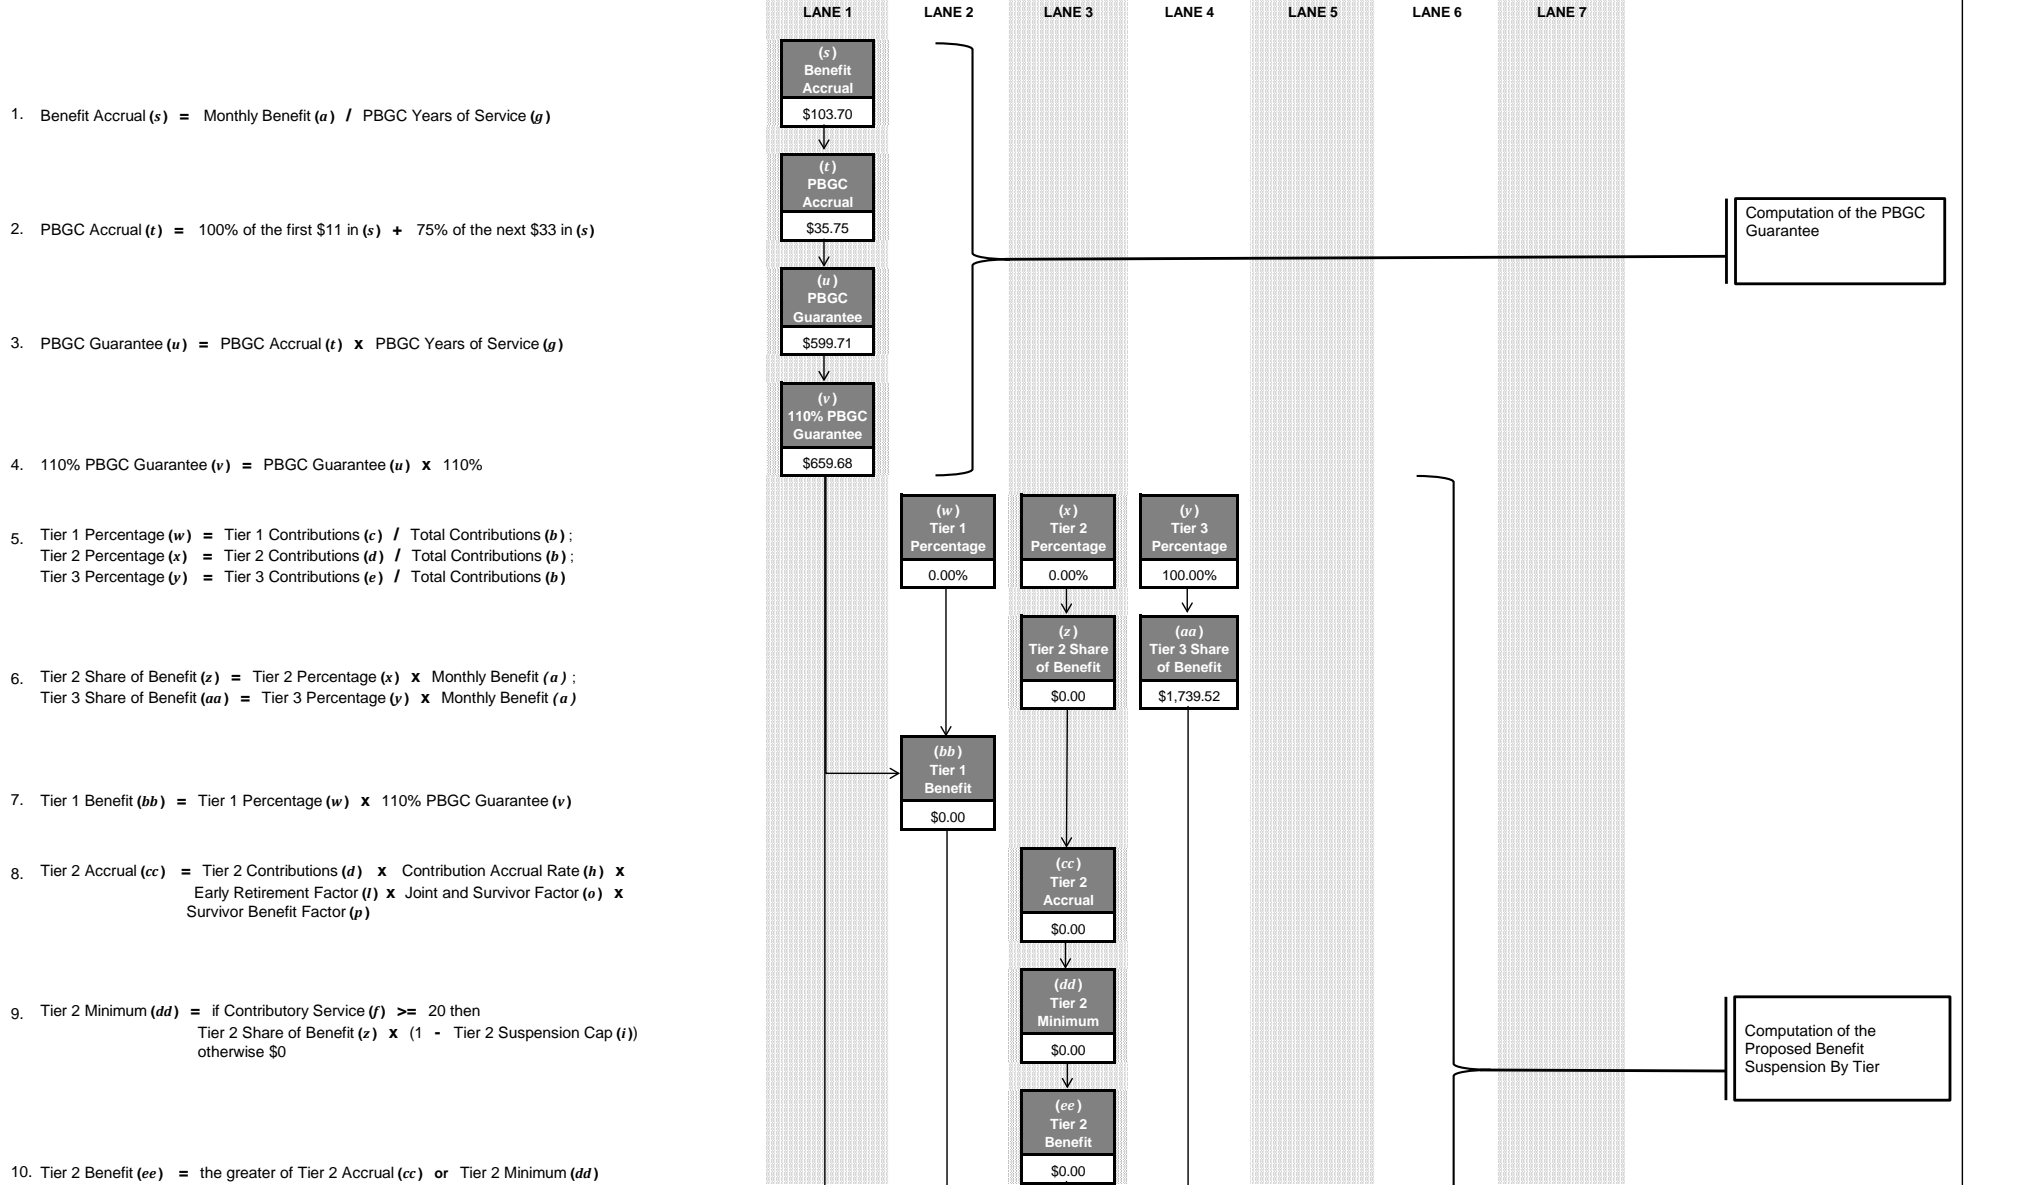 LANE 1 LANE 2 LANE 3 LANE 4 LANE 5 LANE 6 LANE 7
(s)
Benefit
Accrual
$103.70
1. Benefit Accrual (s) = Monthly Benefit (a) / PBGC Years of Service (g)
(t)
PBGC
Accrual
$35.75
2. PBGC Accrual (t) = 100% of the first $11 in (s) + 75% of the next $33 in (s)
Computation of the PBGC
Guarantee
(u)
PBGC
Guarantee
$599.71
3. PBGC Guarantee (u) = PBGC Accrual (t) x PBGC Years of Service (g)
(v)
110% PBGC
Guarantee
$659.68
4. 110% PBGC Guarantee (v) = PBGC Guarantee (u) x 110%
(w)
Tier 1
Percentage
0.00%
(x)
Tier 2
Percentage
0.00%
(y)
Tier 3
Percentage
100.00%
5. Tier 1 Percentage (w) = Tier 1 Contributions (c) / Total Contributions (b) ;
Tier 2 Percentage (x) = Tier 2 Contributions (d) / Total Contributions (b) ;
Tier 3 Percentage (y) = Tier 3 Contributions (e) / Total Contributions (b)
(z)
Tier 2 Share
of Benefit
$0.00
(aa)
Tier 3 Share
of Benefit
$1,739.52
6. Tier 2 Share of Benefit (z) = Tier 2 Percentage (x) x Monthly Benefit (a) ;
Tier 3 Share of Benefit (aa) = Tier 3 Percentage (y) x Monthly Benefit (a)
(bb)
Tier 1
Benefit
$0.00
7. Tier 1 Benefit (bb) = Tier 1 Percentage (w) x 110% PBGC Guarantee (v)
(cc)
Tier 2
Accrual
$0.00
8. Tier 2 Accrual (cc) = Tier 2 Contributions (d) x Contribution Accrual Rate (h) x
Early Retirement Factor (l) x Joint and Survivor Factor (o) x
Survivor Benefit Factor (p)
(dd)
Tier 2
Minimum
$0.00
9. Tier 2 Minimum (dd) = if Contributory Service (f) >= 20 then
Tier 2 Share of Benefit (z) x (1 - Tier 2 Suspension Cap (i))
otherwise $0
Computation of the
Proposed Benefit
Suspension By Tier
(ee)
Tier 2
Benefit
$0.00
10. Tier 2 Benefit (ee) = the greater of Tier 2 Accrual (cc) or Tier 2 Minimum (dd)